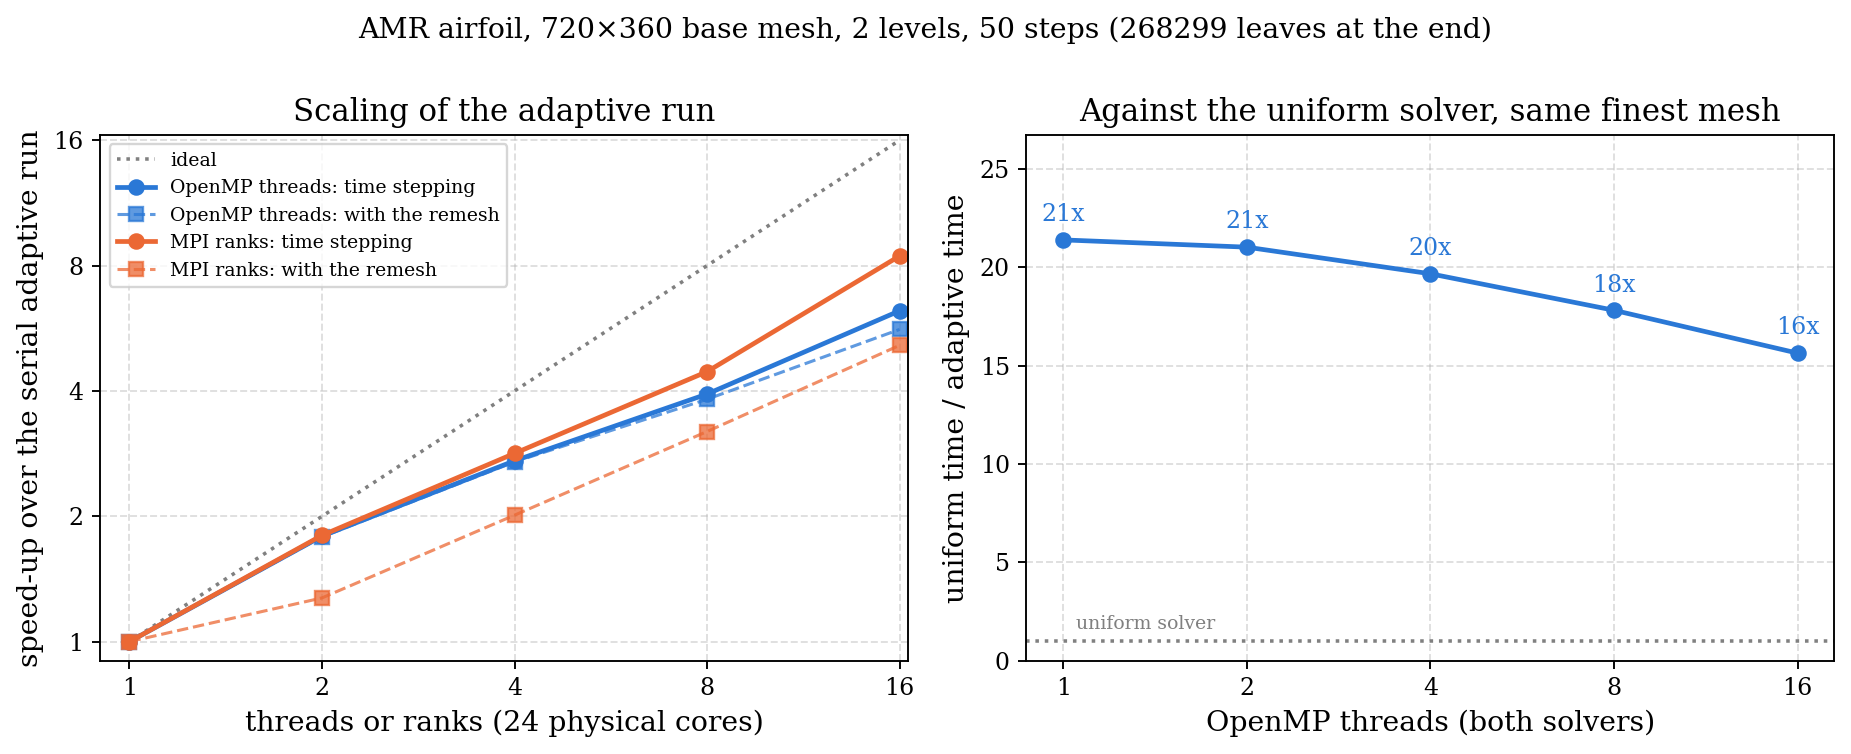 AMR airfoil, 720×360 base mesh, 2 levels, 50 steps (268299 leaves at the end)
Scaling of the adaptive run
speed-up over the serial adaptive run
16
8
4
2
1
ideal
OpenMP threads: time stepping
OpenMP threads: with the remesh
MPI ranks: time stepping
MPI ranks: with the remesh
1 2 4 8 16
threads or ranks (24 physical cores)
Against the uniform solver, same finest mesh
uniform time / adaptive time
25
20
15
10
5
0
21x
21x
20x
18x
16x
uniform solver
1 2 4 8 16
OpenMP threads (both solvers)